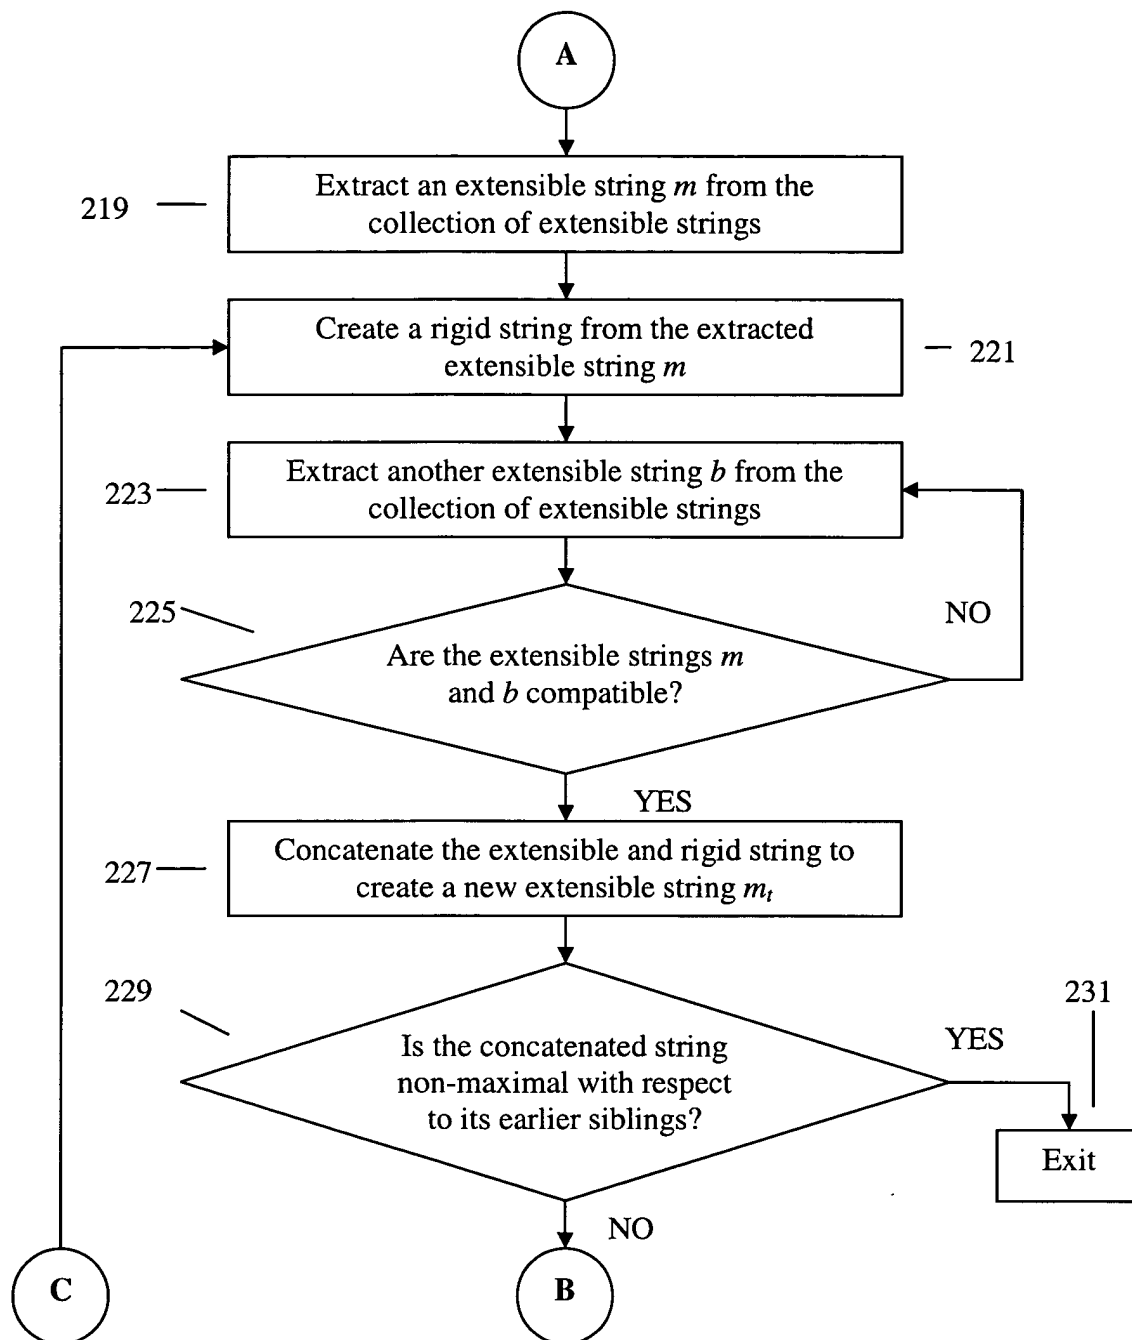 A
219
Extract an extensible string m from the
collection of extensible strings
Create a rigid string from the extracted
extensible string m
221
223
Extract another extensible string b from the
collection of extensible strings
225
NO
Are the extensible strings m
and b compatible?
YES
227
Concatenate the extensible and rigid string to
create a new extensible string mt
229
231
YES
Is the concatenated string
non-maximal with respect
to its earlier siblings?
Exit
NO
C
B